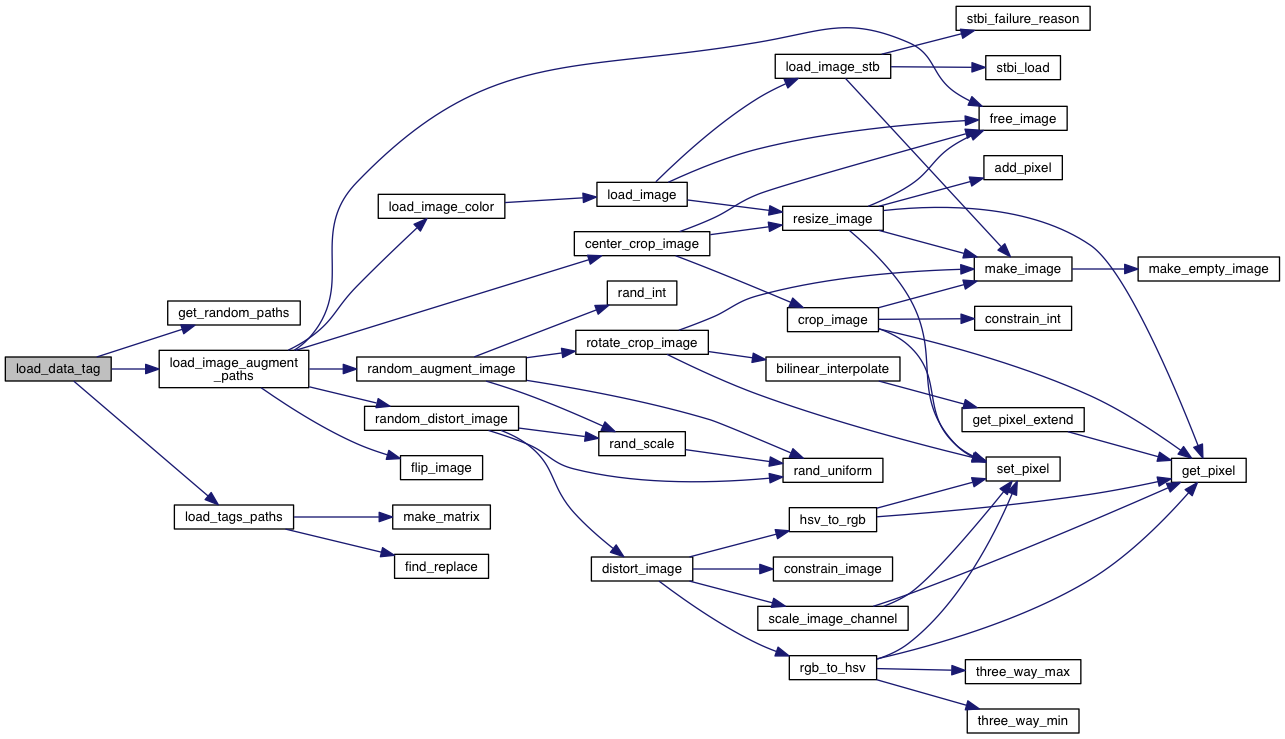 stbi_failure_reason
load_image_stb
stbi_load
free_image
add_pixel
load_image
load_image_color
resize_image
center_crop_image
make_image
make_empty_image
rand_int
get_random_paths
crop_image
constrain_int
rotate_crop_image
load_data_tag
load_image_augment
_paths
random_augment_image
bilinear_interpolate
random_distort_image
get_pixel_extend
rand_scale
flip_image
rand_uniform
set_pixel
get_pixel
load_tags_paths
make_matrix
hsv_to_rgb
find_replace
distort_image
constrain_image
scale_image_channel
rgb_to_hsv
three_way_max
three_way_min